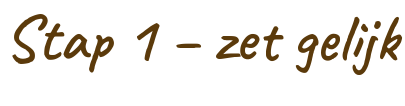 Stap 1 – zet gelijk